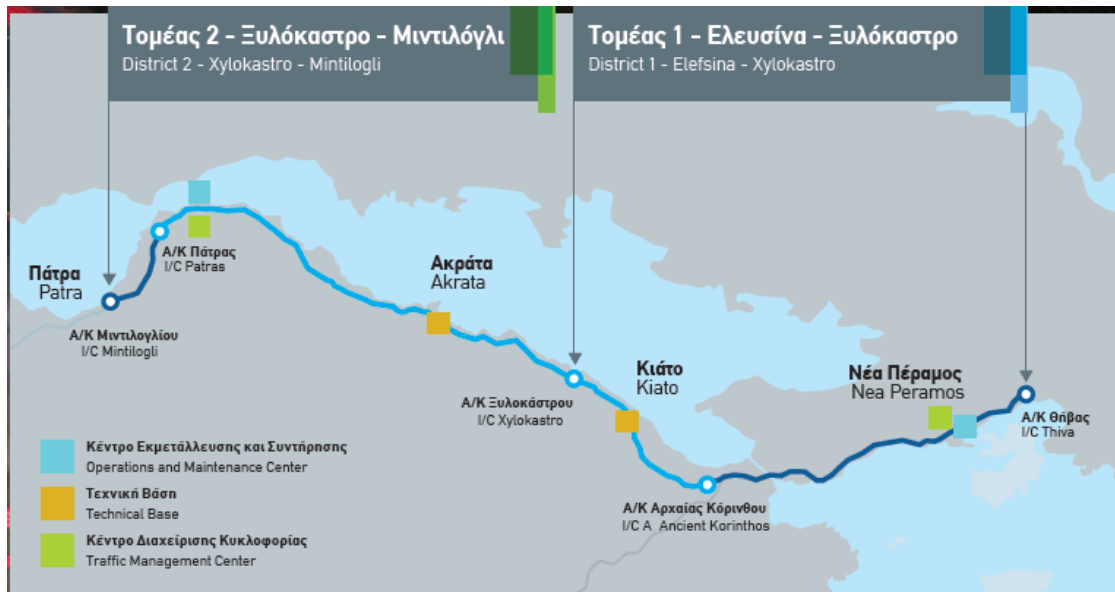 Τομέας 2 - Ξυλόκαστρο - Μιντιλόγλι
District 2 - Xylokastro - Mintilogli
Τομέας 1 - Ελευσίνα - Ξυλόκαστρο
District 1 - Elefsina - Xylokastro
Α/Κ Πάτρας
I/C Patras
Πάτρα
Patra
Α/Κ Μιντιλογλίου
I/C Mintilogli
Ακράτα
Akrata
Α/Κ Ξυλοκάστρου
I/C Xylokastro
Κιάτο
Kiato
Νέα Πέραμος
Nea Peramos
Α/Κ Θήβας
I/C Thiva
Α/Κ Αρχαίας Κόρινθου
I/C A Ancient Korinthos
Κέντρο Εκμετάλλευσης και Συντήρησης
Operations and Maintenance Center
Τεχνική Βάση
Technical Base
Κέντρο Διαχείρισης Κυκλοφορίας
Traffic Management Center